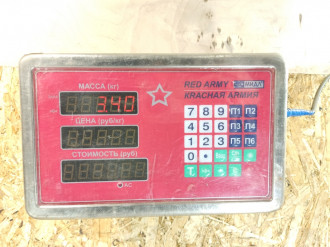 МАССА (кг)
3.40
ЦЕНА (руб/кг)
СТОИМОСТЬ (руб)
AC
RED ARMY
КРАСНАЯ АРМИЯ
7 8 9 П1 П2
4 5 6 П3 П4
1 2 3 П5 П6
0